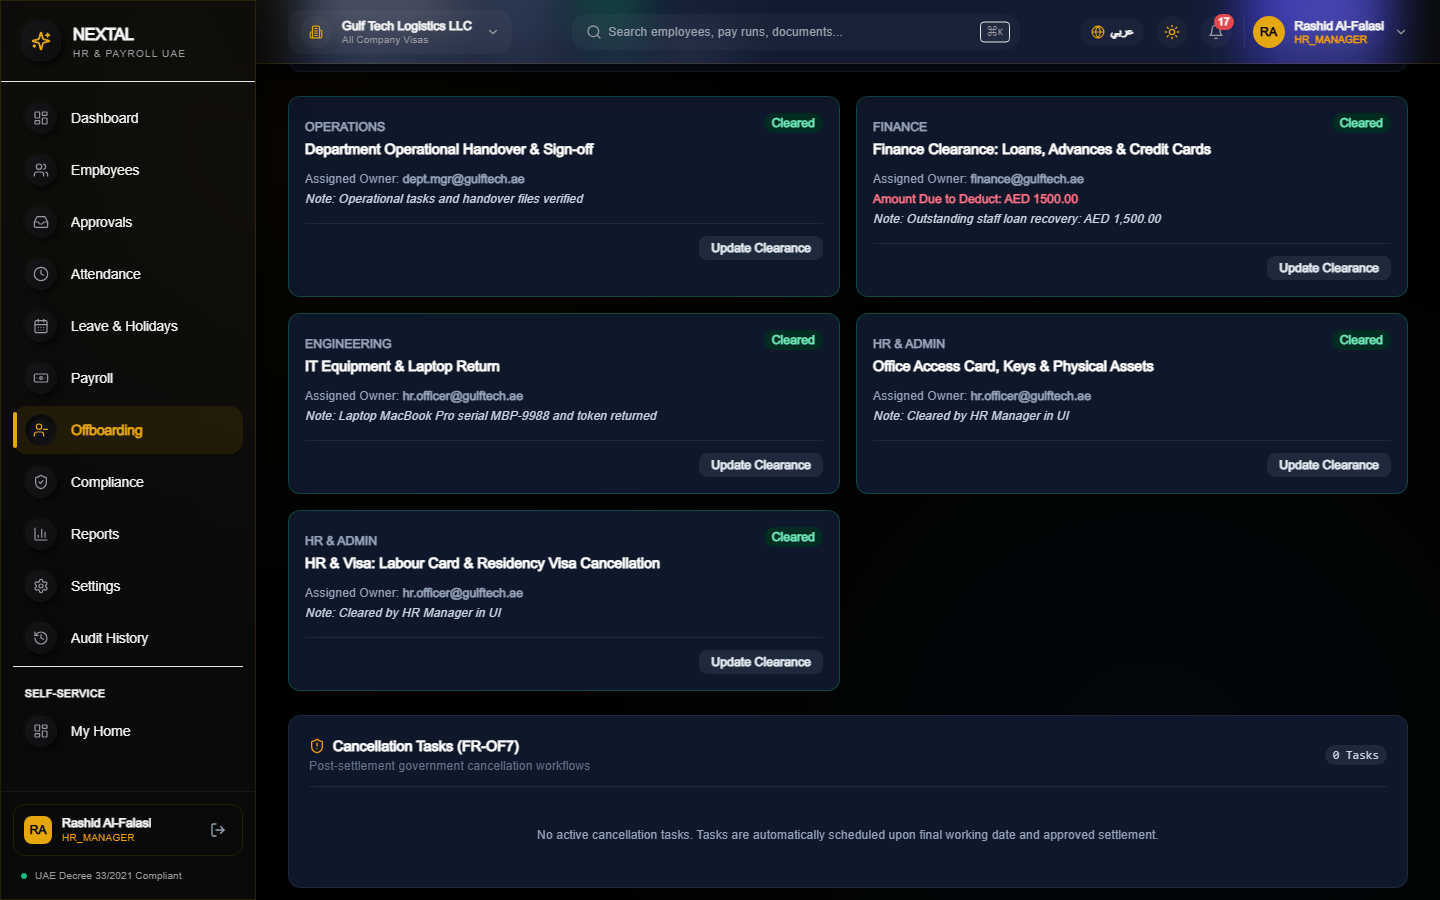 NEXTAL
HR & PAYROLL UAE
Dashboard
Employees
Approvals
Attendance
Leave & Holidays
Payroll
Offboarding
Compliance
Reports
Settings
Audit History
SELF-SERVICE
My Home
RA
Rashid Al-Falasi
HR_MANAGER
UAE Decree 33/2021 Compliant
Gulf Tech Logistics LLC
All Company Visas
Search employees, pay runs, documents...
⌘K
عربي
17
RA
Rashid Al-Falasi
HR_MANAGER
OPERATIONS
Cleared
Department Operational Handover & Sign-off
Assigned Owner: dept.mgr@gulftech.ae
Note: Operational tasks and handover files verified
Update Clearance
FINANCE
Cleared
Finance Clearance: Loans, Advances & Credit Cards
Assigned Owner: finance@gulftech.ae
Amount Due to Deduct: AED 1500.00
Note: Outstanding staff loan recovery: AED 1,500.00
Update Clearance
ENGINEERING
Cleared
IT Equipment & Laptop Return
Assigned Owner: hr.officer@gulftech.ae
Note: Laptop MacBook Pro serial MBP-9988 and token returned
Update Clearance
HR & ADMIN
Cleared
Office Access Card, Keys & Physical Assets
Assigned Owner: hr.officer@gulftech.ae
Note: Cleared by HR Manager in UI
Update Clearance
HR & ADMIN
Cleared
HR & Visa: Labour Card & Residency Visa Cancellation
Assigned Owner: hr.officer@gulftech.ae
Note: Cleared by HR Manager in UI
Update Clearance
Cancellation Tasks (FR-OF7)
Post-settlement government cancellation workflows
0 Tasks
No active cancellation tasks. Tasks are automatically scheduled upon final working date and approved settlement.